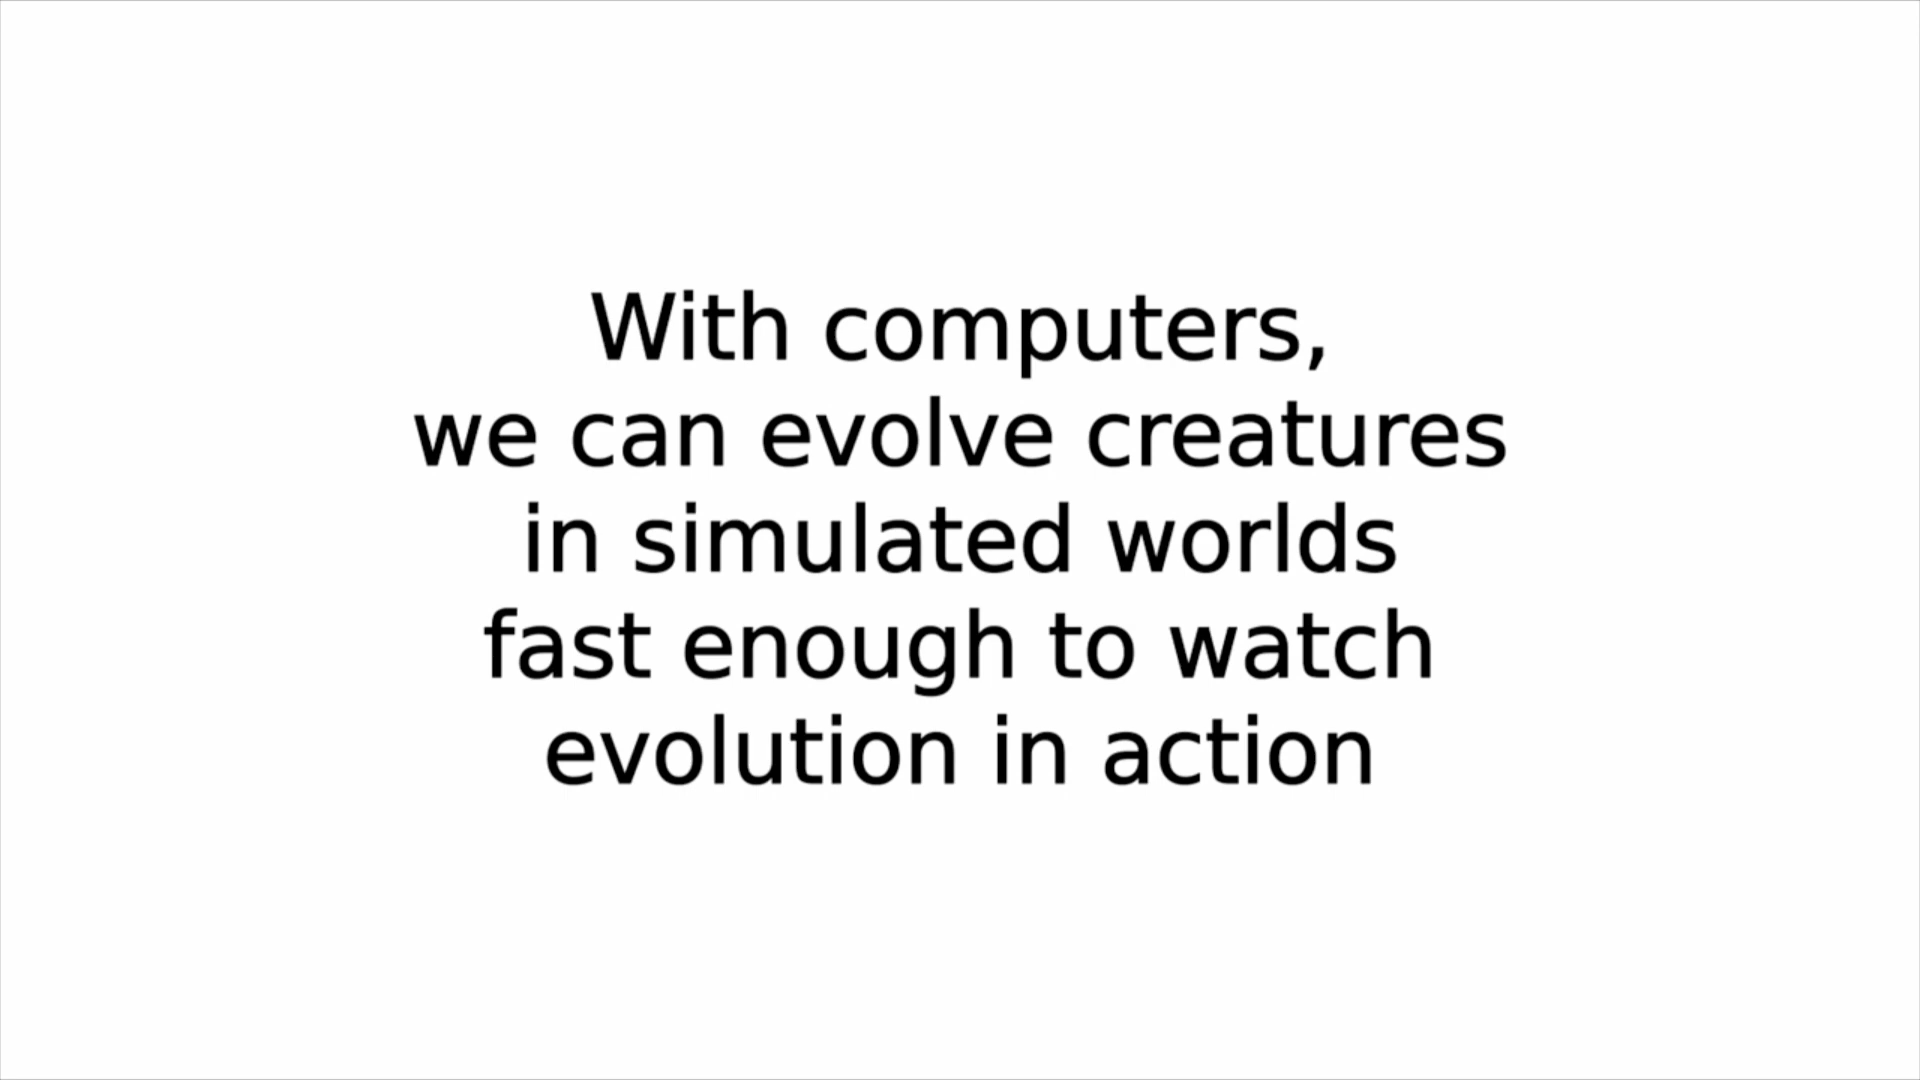 With computers,
we can evolve creatures
in simulated worlds
fast enough to watch
evolution in action